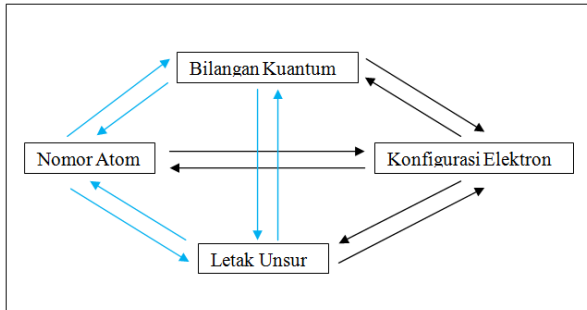 Bilangan Kuantum
Nomor Atom
Konfigurasi Elektron
Letak Unsur